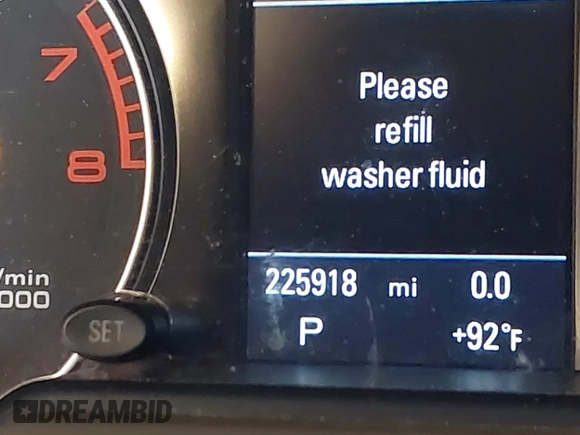 7
8
/min
000
SET
Please
refill
washer fluid
225918 mi 0.0
P +92°F
DREAMBID